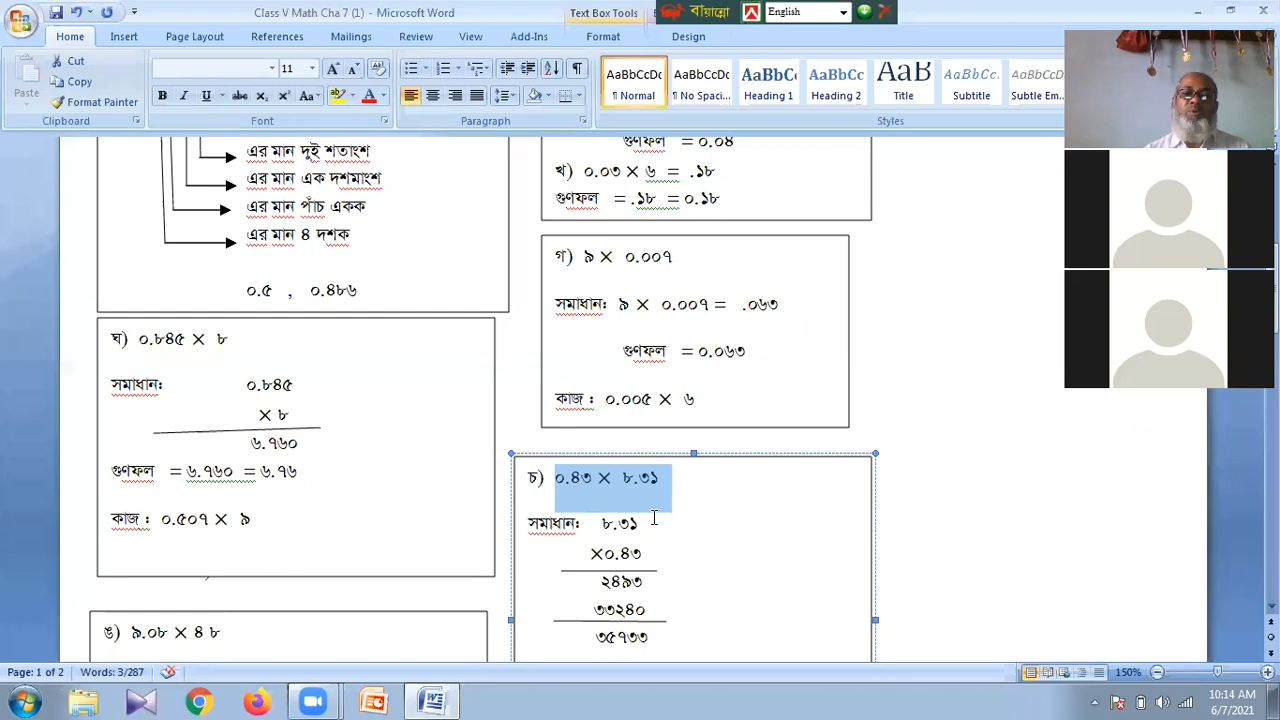 Class V Math Cha 7 (1) - Microsoft Word
Text Box Tools
বায়ান্নো
English
Home
Insert
Page Layout
References
Mailings
Review
View
Add-Ins
Format
Design
Paste
Cut
Copy
Format Painter
Clipboard
11
Font
Paragraph
AaBbCcDc
¶ Normal
AaBbCcDc
¶ No Spaci...
AaBbCc
Heading 1
AaBbCc
Heading 2
AaB
Title
AaBbCc.
Subtitle
AaBbCcDc
Subtle Em...
Styles
এর মান দুই শতাংশ
এর মান এক দশমাংশ
এর মান পাঁচ একক
এর মান ৪ দশক
০.৫ , ০.৪৮৬
গুণফল = ০.০৪
খ) ০.০৩ × ৬ = .১৮
গুণফল = .১৮ = ০.১৮
গ) ৯ × ০.০০৭
সমাধান: ৯ × ০.০০৭ = .০৬৩
গুণফল = ০.০৬৩
কাজ : ০.০০৫ × ৬
ঘ) ০.৮৪৫ × ৮
সমাধান: ০.৮৪৫
× ৮
৬.৭৬০
গুণফল = ৬.৭৬০ = ৬.৭৬
কাজ : ০.৫০৭ × ৯
চ) ০.৪৩ × ৮.৩১
সমাধান: ৮.৩১
×০.৪৩
২৪৯৩
৩৩২৪০
৩৫৭৩৩
ঙ) ৯.০৮ × ৪ ৮
Page: 1 of 2
Words: 3/287
150%
10:14 AM
6/7/2021